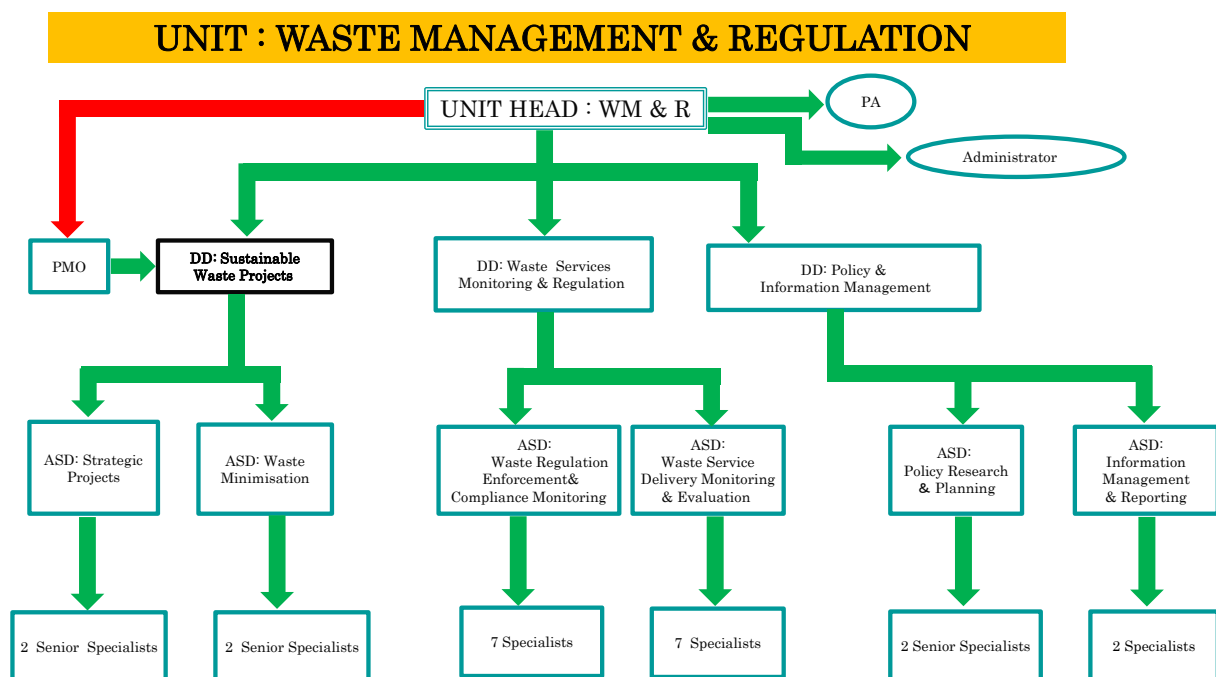 UNIT : WASTE MANAGEMENT & REGULATION
UNIT HEAD : WM & R
PA
Administrator
PMO
DD: Sustainable
Waste Projects
DD: Waste Services
Monitoring & Regulation
DD: Policy &
Information Management
ASD: Strategic
Projects
ASD: Waste
Minimisation
ASD:
Waste Regulation
Enforcement&
Compliance Monitoring
ASD:
Waste Service
Delivery Monitoring
& Evaluation
ASD:
Policy Research
& Planning
ASD:
Information
Management
& Reporting
2 Senior Specialists
2 Senior Specialists
7 Specialists
7 Specialists
2 Senior Specialists
2 Specialists